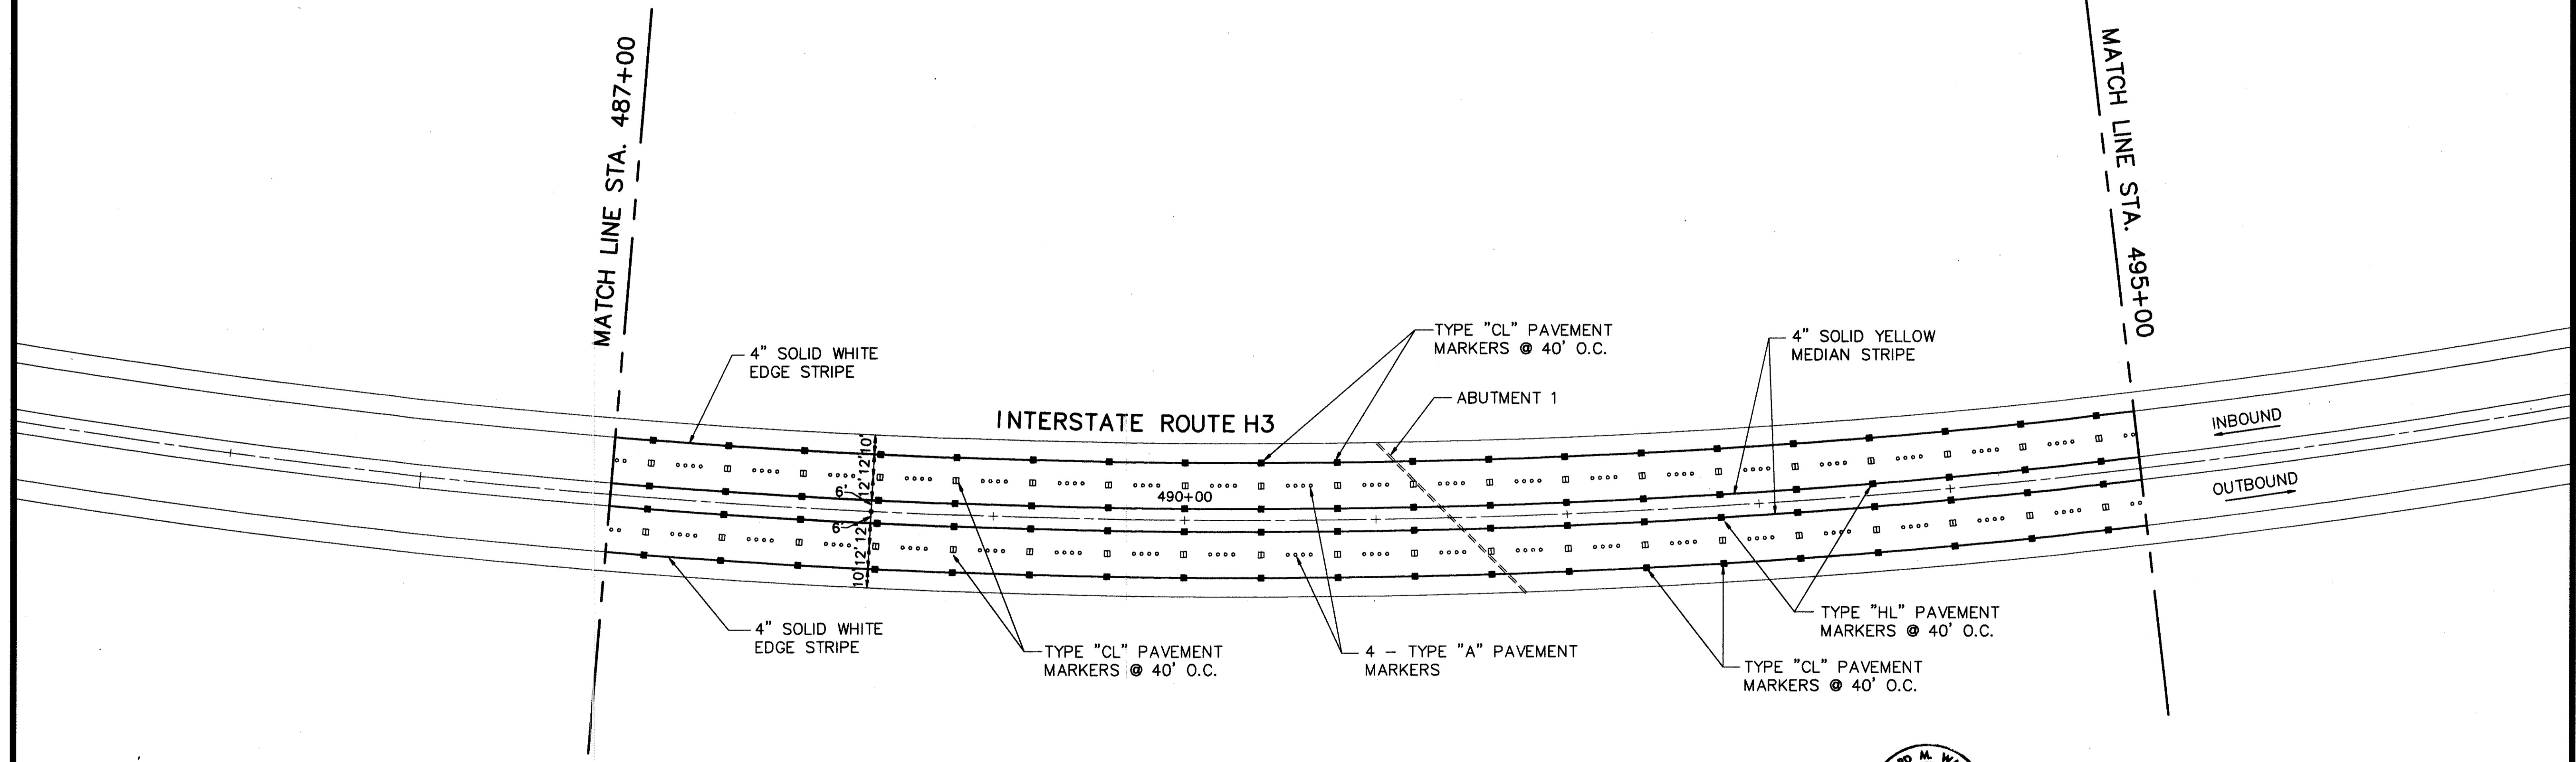 MATCH LINE STA. 487+00
MATCH LINE STA. 495+00
4" SOLID WHITE
EDGE STRIPE
TYPE "CL" PAVEMENT
MARKERS @ 40' O.C.
4" SOLID YELLOW
MEDIAN STRIPE
ABUTMENT 1
INTERSTATE ROUTE H3
INBOUND
OUTBOUND
10'
12'
12'
6'
6'
12'
12'
10'
490+00
4" SOLID WHITE
EDGE STRIPE
TYPE "CL" PAVEMENT
MARKERS @ 40' O.C.
4 - TYPE "A" PAVEMENT
MARKERS
TYPE "HL" PAVEMENT
MARKERS @ 40' O.C.
TYPE "CL" PAVEMENT
MARKERS @ 40' O.C.
M.